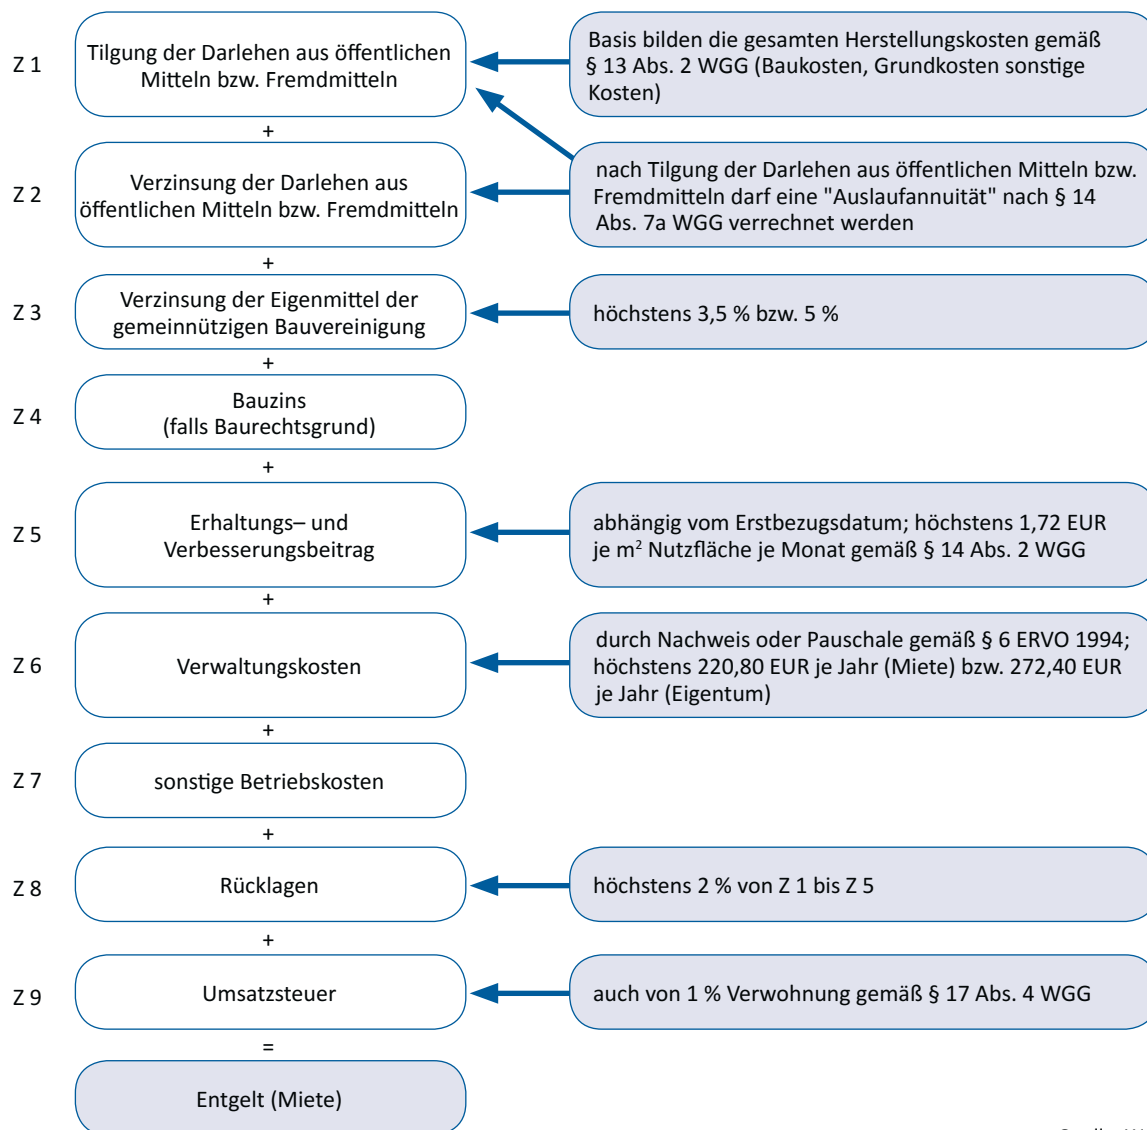 Z 1
Tilgung der Darlehen aus öffentlichen
Mitteln bzw. Fremdmitteln
Basis bilden die gesamten Herstellungskosten gemäß
§ 13 Abs. 2 WGG (Baukosten, Grundkosten sonstige
Kosten)
+
Z 2
Verzinsung der Darlehen aus
öffentlichen Mitteln bzw. Fremdmitteln
nach Tilgung der Darlehen aus öffentlichen Mitteln bzw.
Fremdmitteln darf eine "Auslaufannuität" nach § 14
Abs. 7a WGG verrechnet werden
+
Z 3
Verzinsung der Eigenmittel der
gemeinnützigen Bauvereinigung
höchstens 3,5 % bzw. 5 %
+
Z 4
Bauzins
(falls Baurechtsgrund)
+
Z 5
Erhaltungs– und
Verbesserungsbeitrag
abhängig vom Erstbezugsdatum; höchstens 1,72 EUR
je m² Nutzfläche je Monat gemäß § 14 Abs. 2 WGG
+
Z 6
Verwaltungskosten
durch Nachweis oder Pauschale gemäß § 6 ERVO 1994;
höchstens 220,80 EUR je Jahr (Miete) bzw. 272,40 EUR
je Jahr (Eigentum)
+
Z 7
sonstige Betriebskosten
+
Z 8
Rücklagen
höchstens 2 % von Z 1 bis Z 5
+
Z 9
Umsatzsteuer
auch von 1 % Verwohnung gemäß § 17 Abs. 4 WGG
=
Entgelt (Miete)